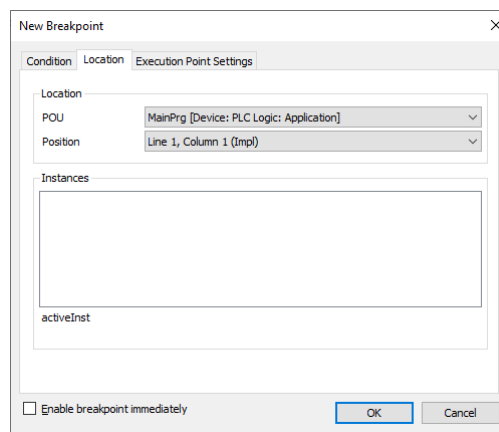 New Breakpoint
Condition Location Execution Point Settings
Location
POU MainPrg [Device: PLC Logic: Application]
Position Line 1, Column 1 (Impl)
Instances
activeInst
Enable breakpoint immediately OK Cancel